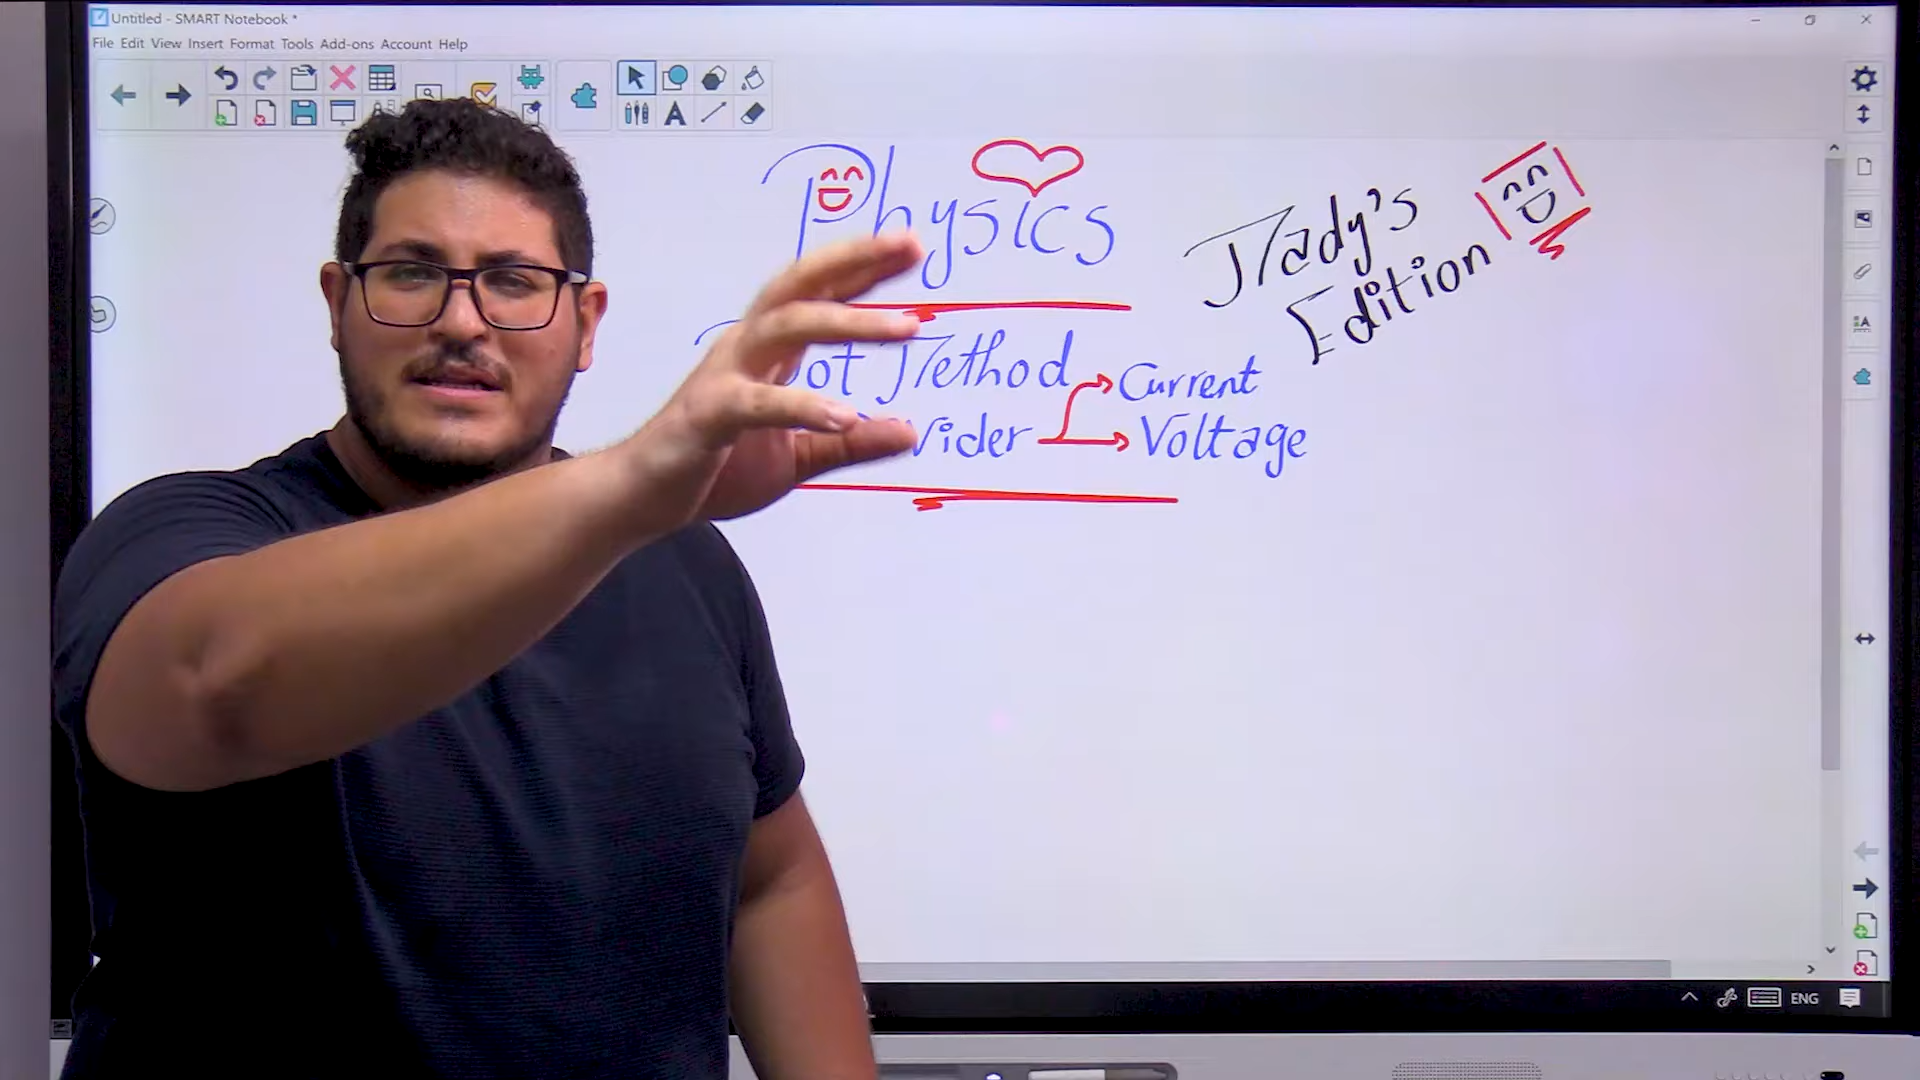 Untitled - SMART Notebook *
File Edit View Insert Format Tools Add-ons Account Help
Physics
Edition
ot Method
Current
vider
Voltage
ENG